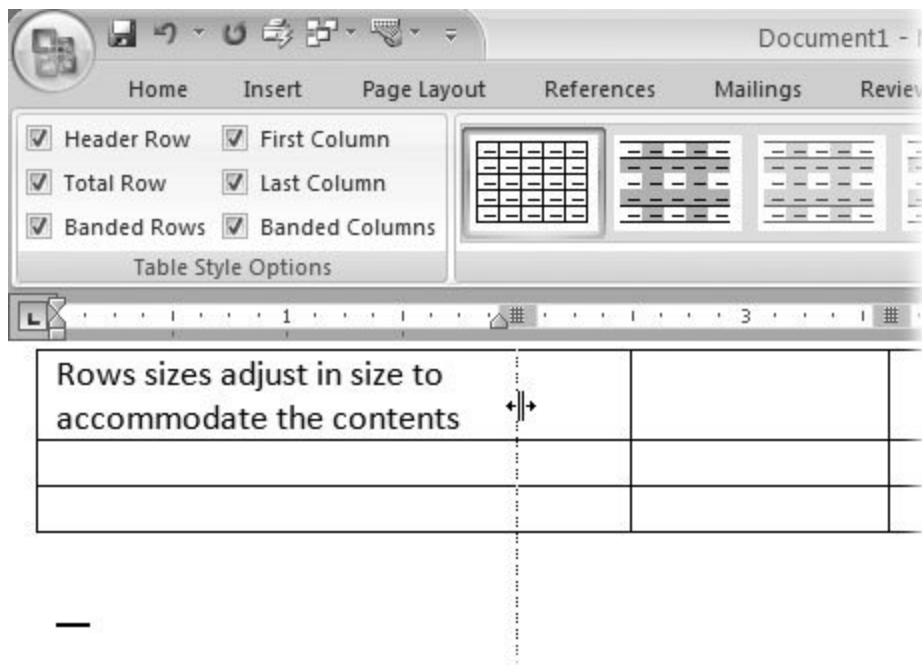 Document1 -
Home Insert Page Layout References Mailings Review
Header Row First Column
Total Row Last Column
Banded Rows Banded Columns
Table Style Options
1 3
Rows sizes adjust in size to
accommodate the contents